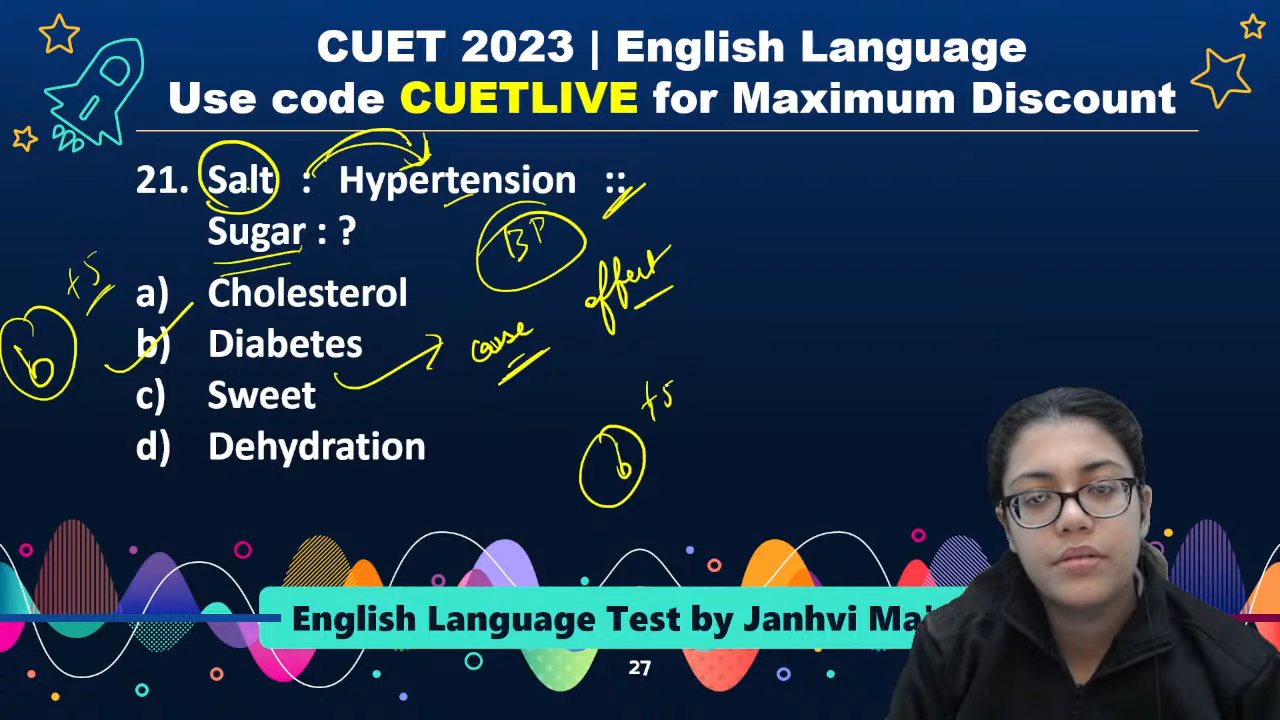 CUET 2023 | English Language
Use code CUETLIVE for Maximum Discount
21. Salt : Hypertension ::
Sugar : ?
BP
effect
+5
a) Cholesterol
b
b) Diabetes
cause
c) Sweet
+5
d) Dehydration
b
English Language Test by Janhvi Ma'
27